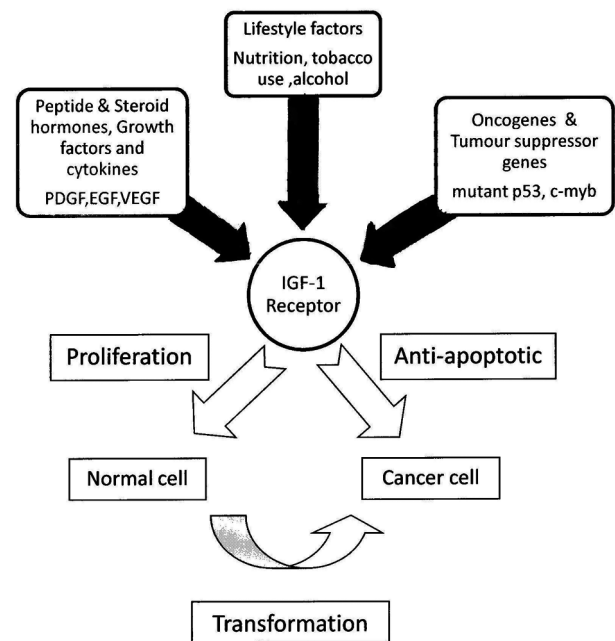 Lifestyle factors
Nutrition, tobacco
use ,alcohol
Peptide & Steroid
hormones, Growth
factors and
cytokines
PDGF,EGF,VEGF
Oncogenes &
Tumour suppressor
genes
mutant p53, c-myb
IGF-1
Receptor
Proliferation
Anti-apoptotic
Normal cell
Cancer cell
Transformation